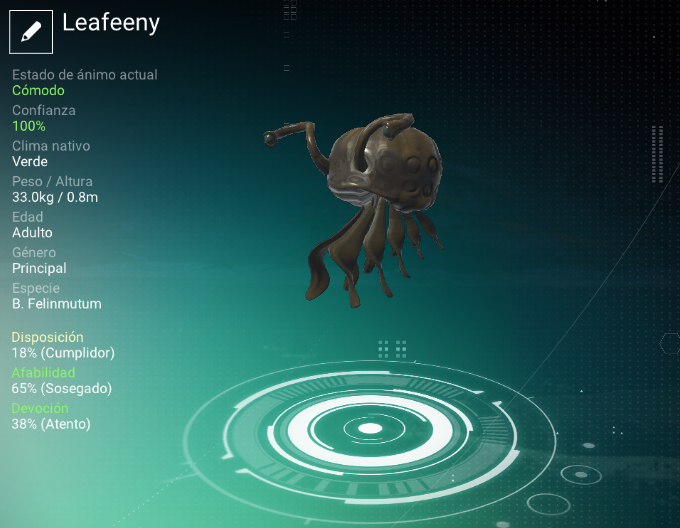 Leafeeny
Estado de ánimo actual
Cómodo
Confianza
100%
Clima nativo
Verde
Peso / Altura
33.0kg / 0.8m
Edad
Adulto
Género
Principal
Especie
B. Felinmutum
Disposición
18% (Cumplidor)
Afabilidad
65% (Sosegado)
Devoción
38% (Atento)